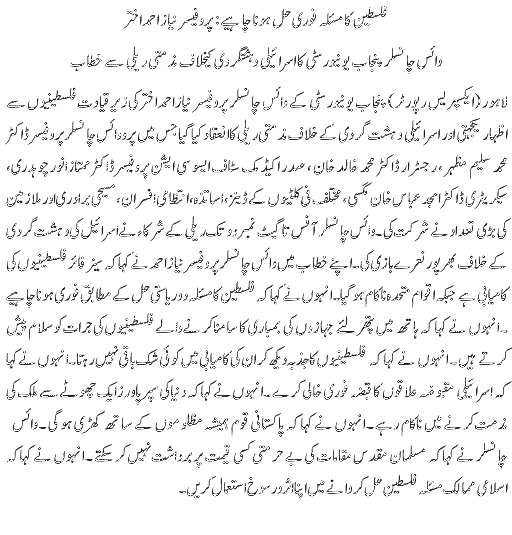 فلسطین کا مسئلہ فوری حل ہونا چاہیے: پروفیسر نیاز احمد اختر
وائس چانسلر پنجاب یونیورسٹی کا اسرائیلی دہشتگردی کیخلاف مذمتی ریلی سے خطاب
لاہور (ایکسپریس رپورٹر) پنجاب یونیورسٹی کے وائس چانسلر پروفیسر نیاز احمد اختر کی زیر قیادت فلسطینیوں سے
اظہار یکجہتی اور اسرائیلی دہشت گردی کے خلاف مذمتی ریلی کا انعقاد کیا گیا جس میں پرو وائس چانسلر پروفیسر ڈاکٹر
محمد سلیم مظہر، رجسٹرار ڈاکٹر محمد خالد خان، صدر اکیڈمک سٹاف ایسوسی ایشن پروفیسر ڈاکٹر ممتاز انور چوہدری،
سیکریٹری ڈاکٹر امجد عباس خان مگسی، مختلف فیکلٹیوں کے ڈینز، اساتذہ، انتظامی افسران، مسیحی برادری اور ملازمین
کی بڑی تعداد نے شرکت کی۔ وائس چانسلر آفس تا گیٹ نمبر دو تک ریلی کے شرکاء نے اسرائیل کی دہشت گردی
کے خلاف بھرپور نعرے بازی کی۔ اپنے خطاب میں وائس چانسلر پروفیسر نیاز احمد نے کہا کہ سیز فائر فلسطینیوں کی
کامیابی ہے جبکہ اقوام متحدہ ناکام ہو گیا۔ انہوں نے کہا کہ فلسطین کا مسئلہ دو ریاستی حل کے مطابق فوری ہونا چاہیے
۔ انہوں نے کہا کہ ہاتھ میں پتھر لئے جہازوں کی بمباری کا سامنا کرنے والے فلسطینیوں کی جرات کو سلام پیش
کرتے ہیں۔ انہوں نے کہا کہ فلسطینیوں کا جذبہ دیکھ کر ان کی کامیابی میں کوئی شک باقی نہیں رہتا۔ انہوں نے کہا
کہ اسرائیل مقبوضہ علاقوں کا قبضہ فوری خالی کرے۔ انہوں نے کہا کہ دنیا کی سپر پاورز ایک چھوٹے سے ملک کی
مذمت کرنے میں ناکام رہے۔ انہوں نے کہا کہ پاکستانی قوم ہمیشہ مظلوموں کے ساتھ کھڑی ہو گی۔ وائس
چانسلر نے کہا کہ مسلمان مقدس مقامات کی بے حرمتی کسی قیمت پر برداشت نہیں کر سکتے۔ انہوں نے کہا کہ
اسلامی ممالک مسئلہ فلسطین حل کروانے میں اپنا اثر و رسوخ استعمال کریں۔